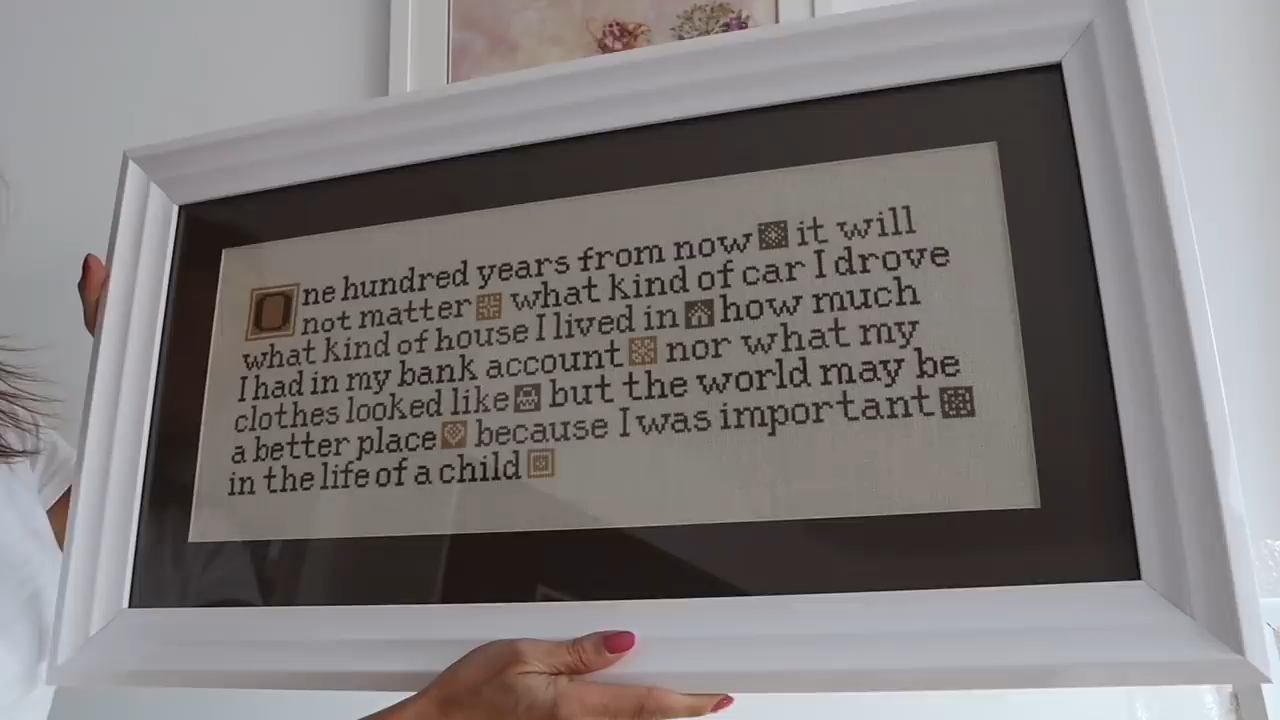 One hundred years from now it will
not matter what kind of car I drove
what kind of house I lived in how much
I had in my bank account nor what my
clothes looked like but the world may be
a better place because I was important
in the life of a child